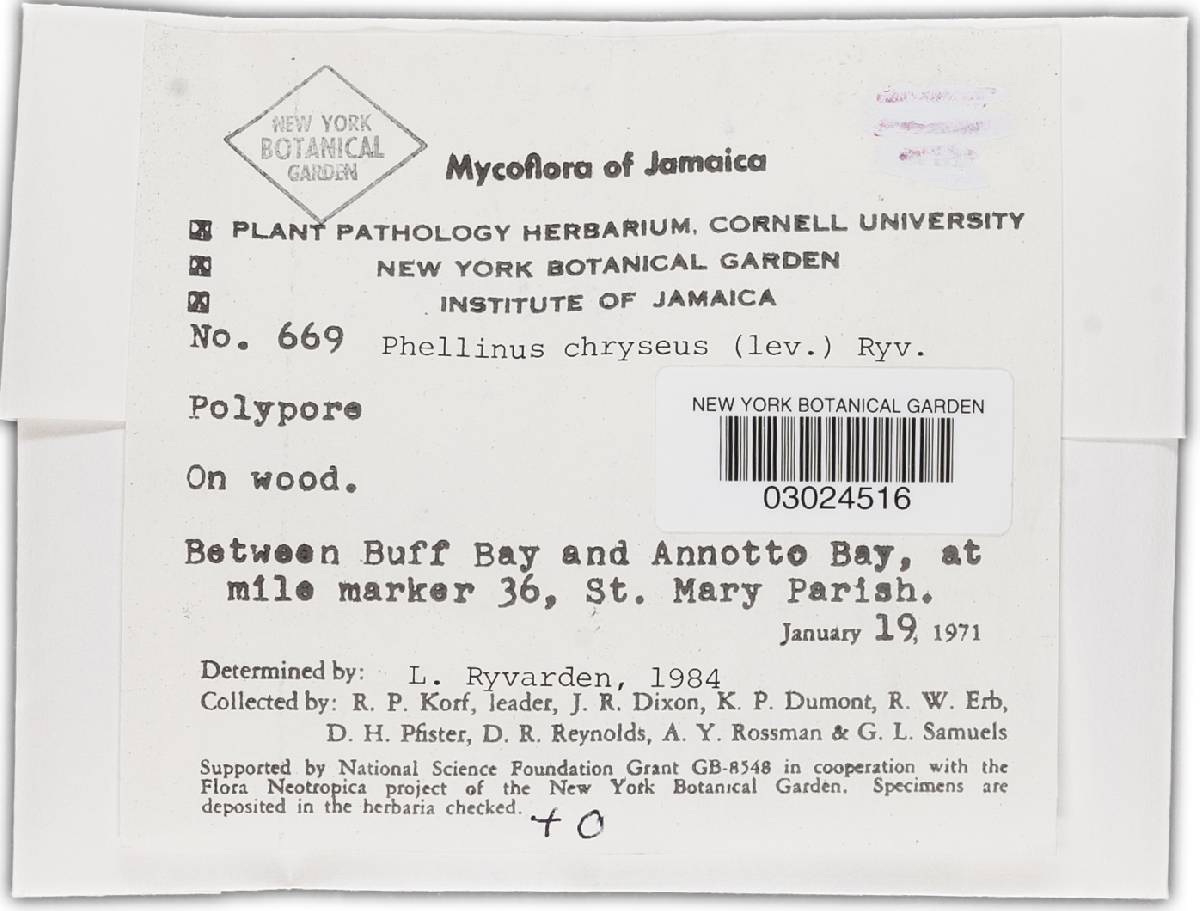 NEW YORK
BOTANICAL
GARDEN
Mycoflora of Jamaica
PLANT PATHOLOGY HERBARIUM, CORNELL UNIVERSITY
NEW YORK BOTANICAL GARDEN
INSTITUTE OF JAMAICA
No. 669 Phellinus chryseus (lev.) Ryv.
Polypore
NEW YORK BOTANICAL GARDEN
03024516
On wood.
Between Buff Bay and Annotto Bay, at
mile marker 36, St. Mary Parish.
January 19, 1971
Determined by: L. Ryvarden, 1984
Collected by: R. P. Korf, leader, J. R. Dixon, K. P. Dumont, R. W. Erb,
D. H. Pfister, D. R. Reynolds, A. Y. Rossman & G. L. Samuels
Supported by National Science Foundation Grant GB-8548 in cooperation with the
Flora Neotropica project of the New York Botanical Garden. Specimens are
deposited in the herbaria checked.
+ O